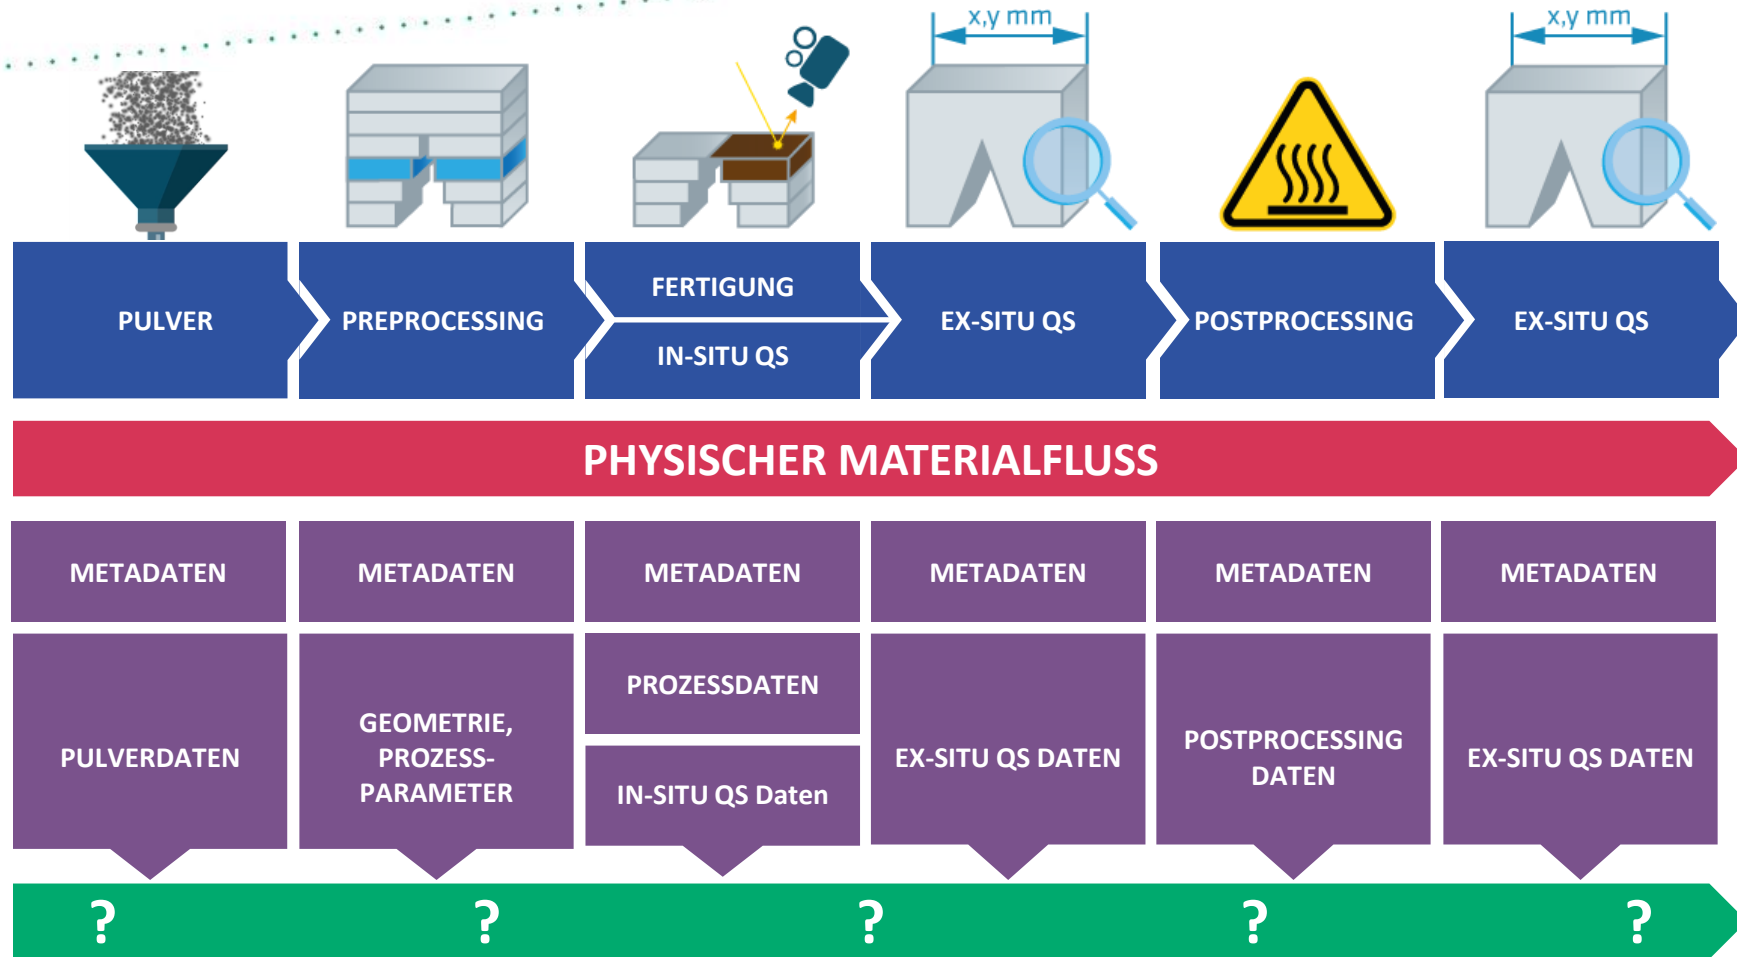 x,y mm
x,y mm
PULVER
PREPROCESSING
FERTIGUNG
IN-SITU QS
EX-SITU QS
POSTPROCESSING
EX-SITU QS
PHYSISCHER MATERIALFLUSS
METADATEN
METADATEN
METADATEN
METADATEN
METADATEN
METADATEN
PULVERDATEN
GEOMETRIE,
PROZESS-
PARAMETER
PROZESSDATEN
IN-SITU QS Daten
EX-SITU QS DATEN
POSTPROCESSING
DATEN
EX-SITU QS DATEN
? ? ? ? ?